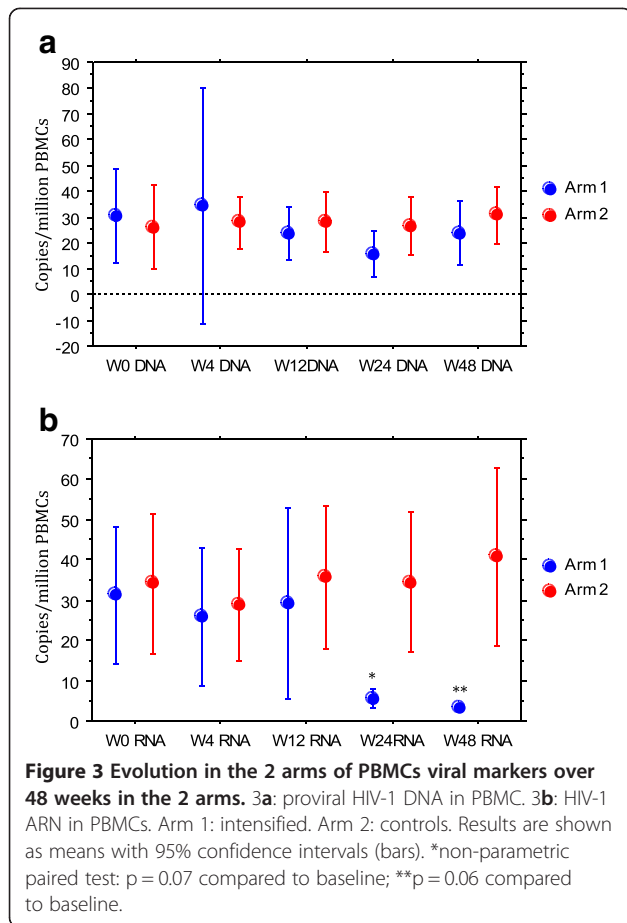 a
90
80
70
60
50
40
30
20
10
0
-10
-20
Copies/million PBMCs
Arm 1
Arm 2
W0 DNA W4 DNA W12DNA W24 DNA W48 DNA
b
70
60
50
40
30
20
10
0
Copies/million PBMCs
Arm 1
Arm 2
*
**
W0 RNA W4 RNA W12 RNA W24RNA W48 RNA
Figure 3 Evolution in the 2 arms of PBMCs viral markers over
48 weeks in the 2 arms. 3a: proviral HIV-1 DNA in PBMC. 3b: HIV-1
ARN in PBMCs. Arm 1: intensified. Arm 2: controls. Results are shown
as means with 95% confidence intervals (bars). *non-parametric
paired test: p = 0.07 compared to baseline; **p = 0.06 compared
to baseline.